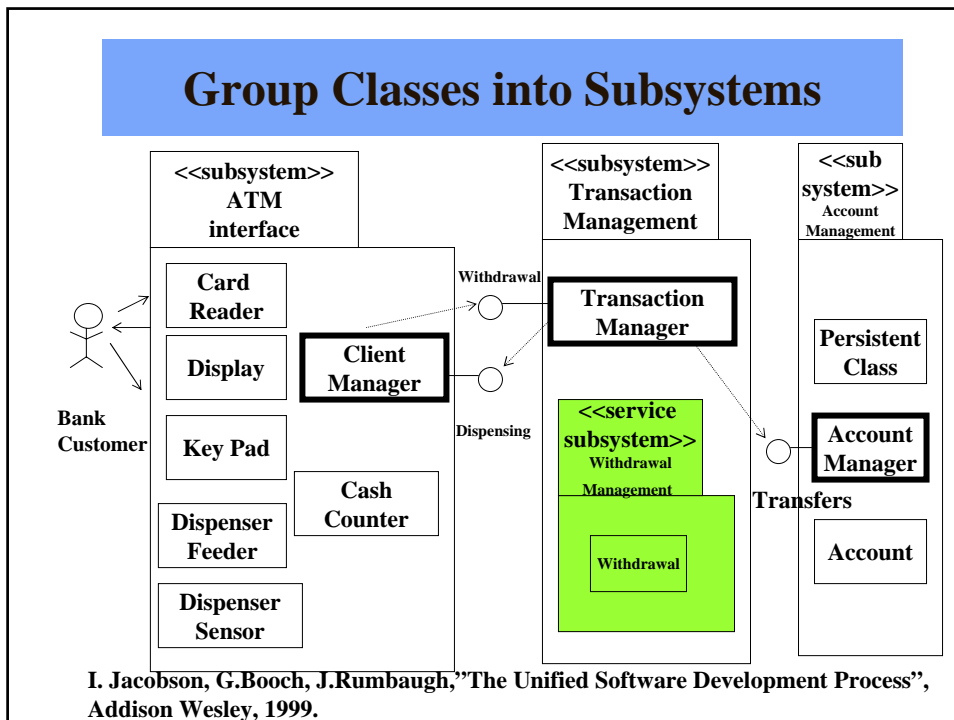 Group Classes into Subsystems
<<subsystem>>
ATM
interface
<<subsystem>>
Transaction
Management
<<sub
system>>
Account
Management
Card
Reader
Display
Key Pad
Dispenser
Feeder
Dispenser
Sensor
Client
Manager
Cash
Counter
Bank
Customer
Withdrawal
Dispensing
Transaction
Manager
<<service
subsystem>>
Withdrawal
Management
Withdrawal
Transfers
Persistent
Class
Account
Manager
Account
I. Jacobson, G.Booch, J.Rumbaugh,”The Unified Software Development Process”,
Addison Wesley, 1999.